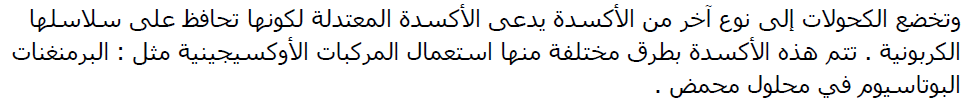 وتخضع الكحولات إلى نوع آخر من الأكسدة يدعى الأكسدة المعتدلة لكونها تحافظ على سلاسلها
الكربونية . تتم هذه الأكسدة بطرق مختلفة منها استعمال المركبات الأوكسيجينية مثل : البرمنغنات
البوتاسيوم في محلول محمض .